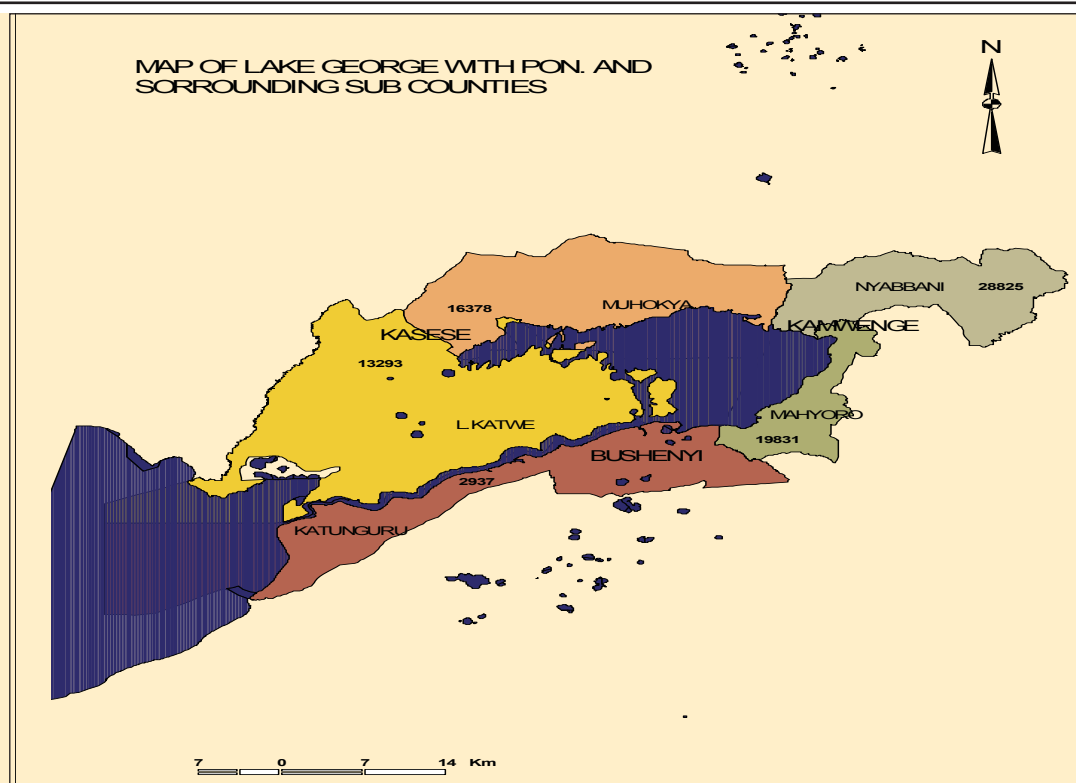 MAP OF LAKE GEORGE WITH PON. AND
SORROUNDING SUB COUNTIES
N
NYABBANI 28825
16378 MUHOKYA
KASESE KAMWENGE
13293
L.KATWE MAHYORO
19831
BUSHENYI
2937
KATUNGURU
7 0 7 14 Km